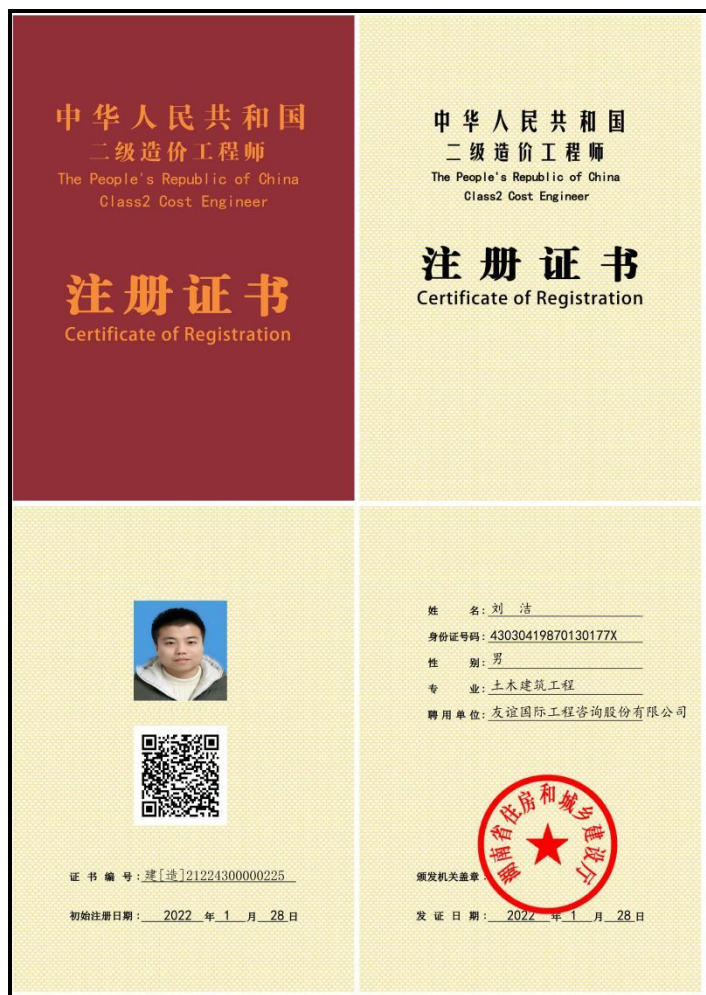 中华人民共和国
二级造价工程师
The People's Republic of China
Class2 Cost Engineer
注册证书
Certificate of Registration
中华人民共和国
二级造价工程师
The People's Republic of China
Class2 Cost Engineer
注册证书
Certificate of Registration
证书编号：建[造]21224300000225
初始注册日期：2022 年 1 月 28 日
姓名：刘洁
身份证号码：43030419870130177X
性别：男
专业：土木建筑工程
聘用单位：友谊国际工程咨询股份有限公司
湖南省住房和城乡建设厅
颁发机关盖章：
发证日期：2022 年 1 月 28 日